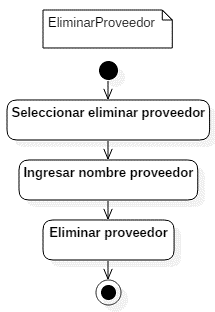 EliminarProveedor
Seleccionar eliminar proveedor
Ingresar nombre proveedor
Eliminar proveedor